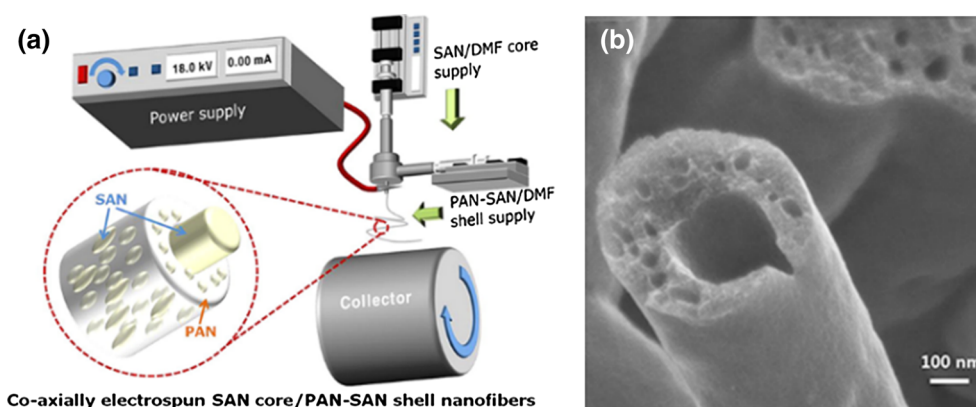 (a)
18.0 kV
0.00 mA
Power supply
SAN/DMF core
supply
PAN-SAN/DMF
shell supply
SAN
PAN
Collector
Co-axially electrospun SAN core/PAN-SAN shell nanofibers
(b)
100 nm